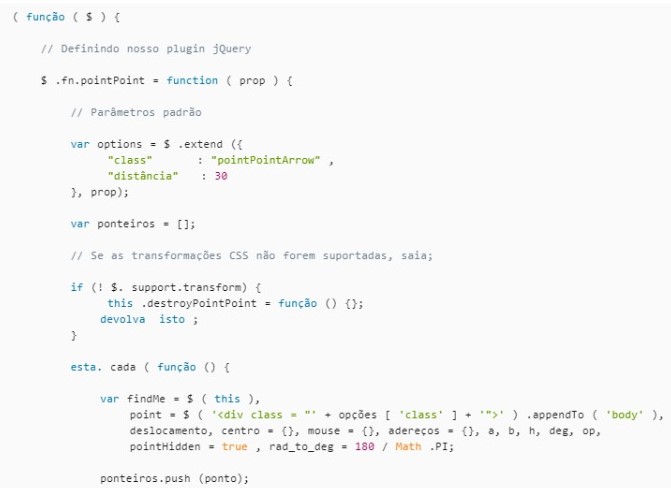 ( função ( $ ) {
// Definindo nosso plugin jQuery
$ .fn.pointPoint = function ( prop ) {
// Parâmetros padrão
var options = $ .extend ({
"class" : "pointPointArrow" ,
"distância" : 30
}, prop);
var ponteiros = [];
// Se as transformações CSS não forem suportadas, saia;
if (! $. support.transform) {
this .destroyPointPoint = função () {};
devolva isto ;
}
esta. cada ( função () {
var findMe = $ ( this ),
point = $ ( '<div class = "' + opções [ 'class' ] + '">' ) .appendTo ( 'body' ),
deslocamento, centro = {}, mouse = {}, adereços = {}, a, b, h, deg, op,
pointHidden = true , rad_to_deg = 180 / Math .PI;
ponteiros.push (ponto);